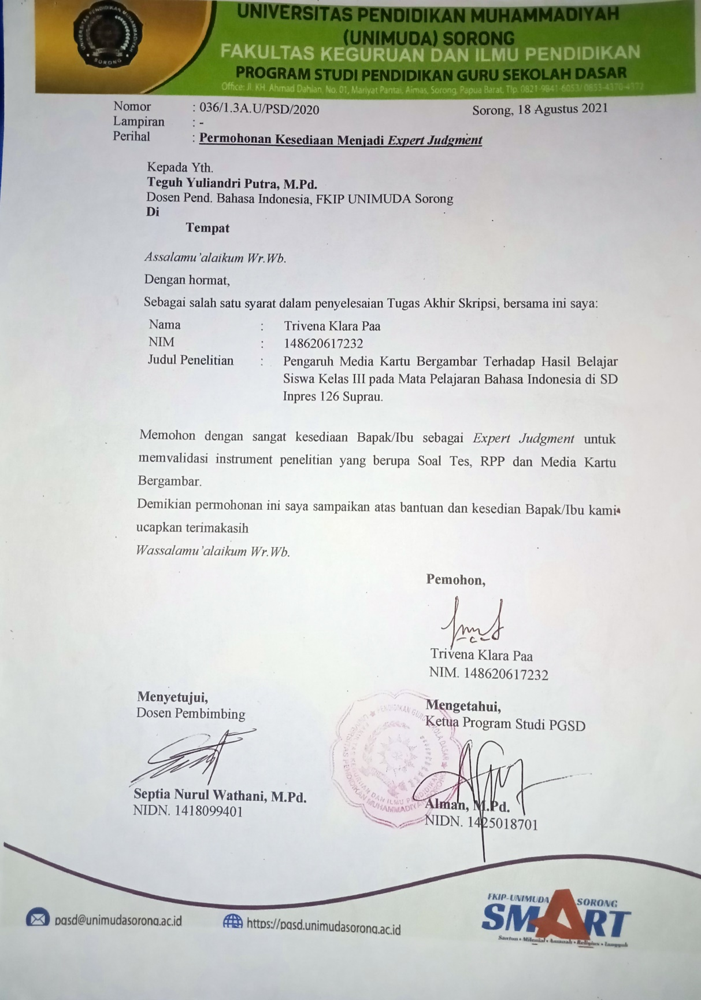 UNIVERSITAS PENDIDIKAN MUHAMMADIYAH
(UNIMUDA) SORONG
FAKULTAS KEGURUAN DAN ILMU PENDIDIKAN
PROGRAM STUDI PENDIDIKAN GURU SEKOLAH DASAR
Office: Jl. KH. Ahmad Dahlan, No. 01, Mariyat Pantai, Aimas, Sorong, Papua Barat, Tlp. 0821-9841-6053/ 0853-4370-4372
Nomor : 036/1.3A.U/PSD/2020 Sorong, 18 Agustus 2021
Lampiran : -
Perihal : Permohonan Kesediaan Menjadi Expert Judgment
Kepada Yth.
Teguh Yuliandri Putra, M.Pd.
Dosen Pend. Bahasa Indonesia, FKIP UNIMUDA Sorong
Di
Tempat
Assalamu'alaikum Wr.Wb.
Dengan hormat,
Sebagai salah satu syarat dalam penyelesaian Tugas Akhir Skripsi, bersama ini saya:
Nama : Trivena Klara Paa
NIM : 148620617232
Judul Penelitian : Pengaruh Media Kartu Bergambar Terhadap Hasil Belajar
Siswa Kelas III pada Mata Pelajaran Bahasa Indonesia di SD
Inpres 126 Suprau.
Memohon dengan sangat kesediaan Bapak/Ibu sebagai Expert Judgment untuk
memvalidasi instrument penelitian yang berupa Soal Tes, RPP dan Media Kartu
Bergambar.
Demikian permohonan ini saya sampaikan atas bantuan dan kesedian Bapak/Ibu kami
ucapkan terimakasih
Wassalamu'alaikum Wr.Wb.
Pemohon,
Trivena Klara Paa
NIM. 148620617232
Menyetujui,
Dosen Pembimbing
Septia Nurul Wathani, M.Pd.
NIDN. 1418099401
Mengetahui,
Ketua Program Studi PGSD
Alman, M.Pd.
NIDN. 1425018701
pgsd@unimudasorong.ac.id
https://pgsd.unimudasorong.ac.id
FKIP-UNIMUDA SORONG
SMART
Santun • Milenial • Amanah • Religius • Tangguh